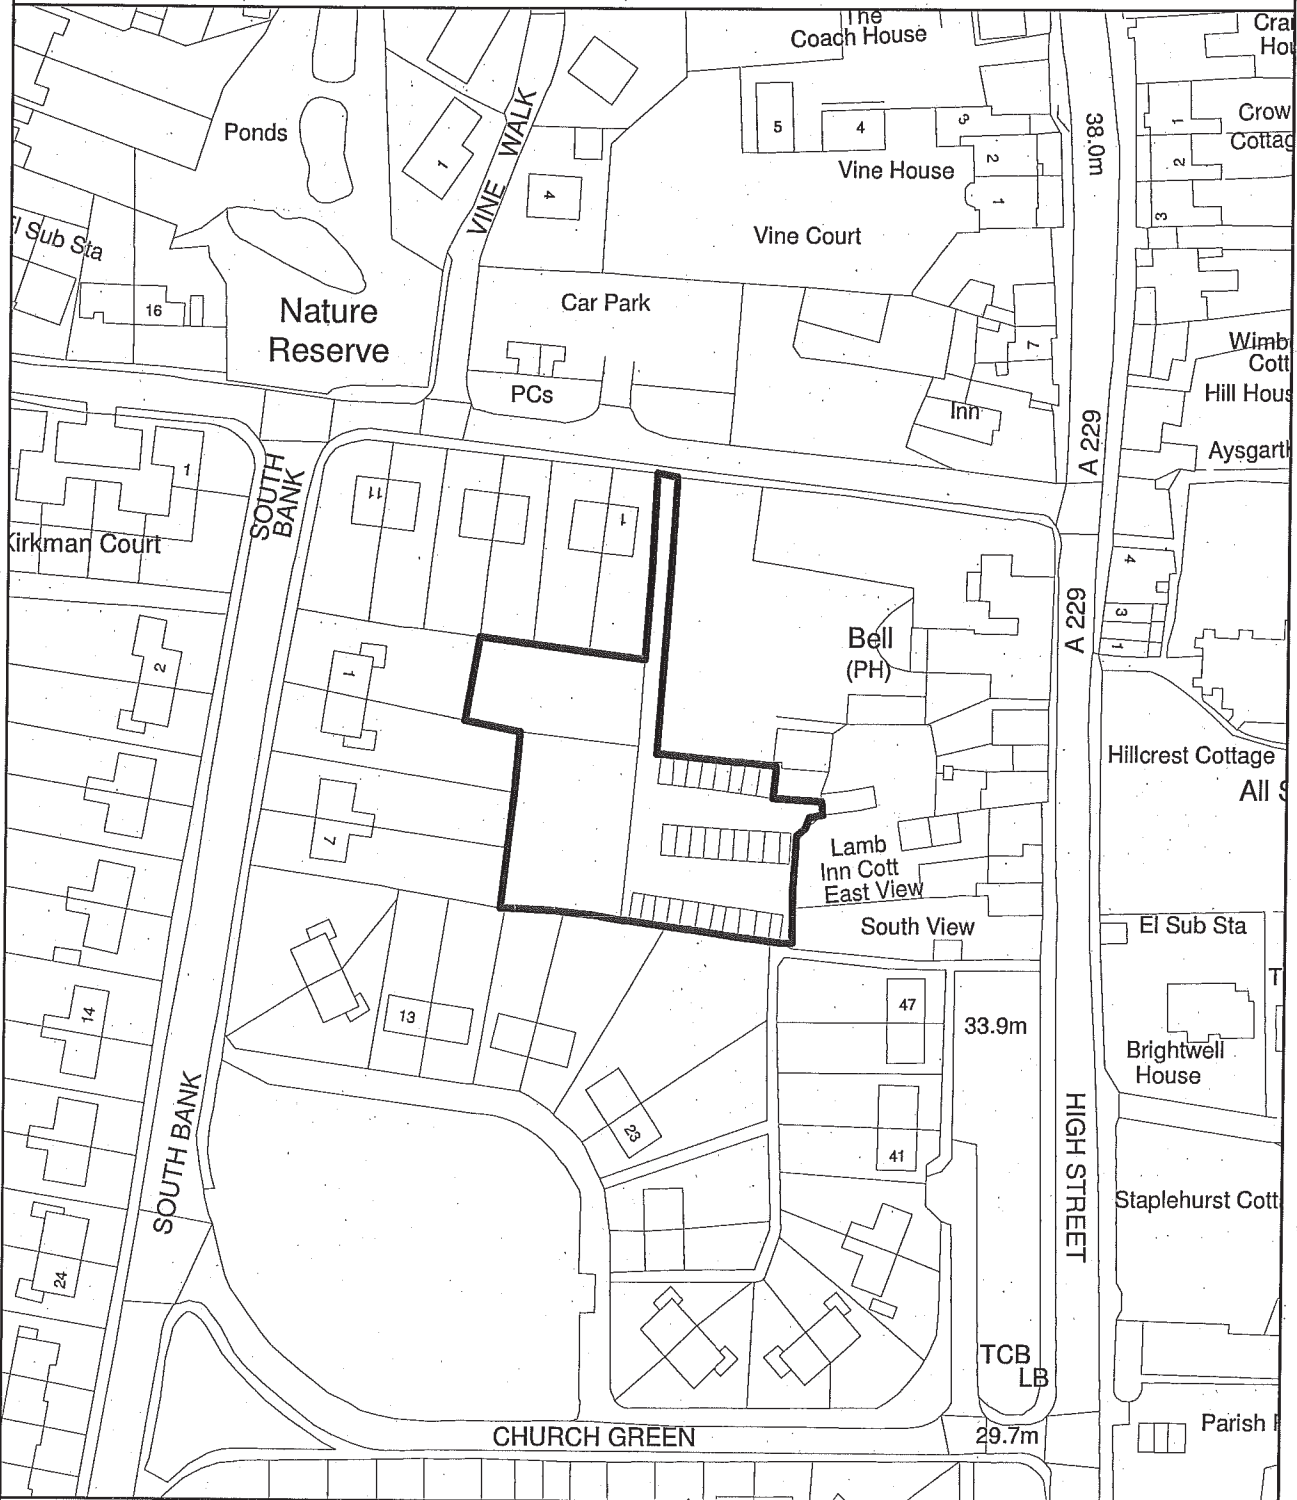 The
Coach House
Cra
Hou
Ponds
VINE WALK
1
5
4
3
2
1
Vine House
38.0m
1
2
3
Crow
Cottag
4
El Sub Sta
Vine Court
16
Nature
Reserve
Car Park
PCs
7
Inn
Wimb
Cott
Hill Hous
Aysgarth
A 229
1
SOUTH
BANK
11
1
Kirkman Court
4
3
1
A 229
Bell
(PH)
2
1
7
Hillcrest Cottage
All S
Lamb
Inn Cott
East View
South View
El Sub Sta
14
13
47
33.9m
Brightwell
House
T
23
41
SOUTH BANK
HIGH STREET
Staplehurst Cott
24
TCB
LB
CHURCH GREEN
29.7m
Parish